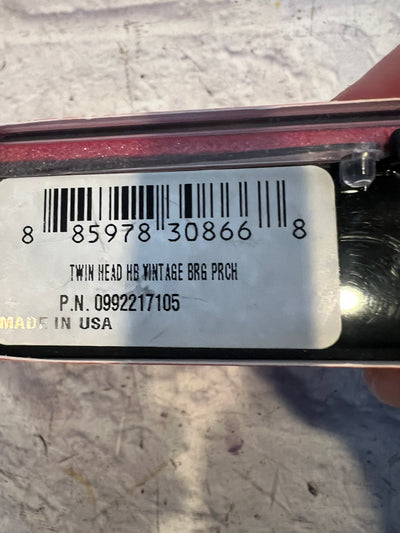 8 85978 30866 8
TWIN HEAD HB VINTAGE BRG PRCH
P.N. 0992217105
MADE IN USA